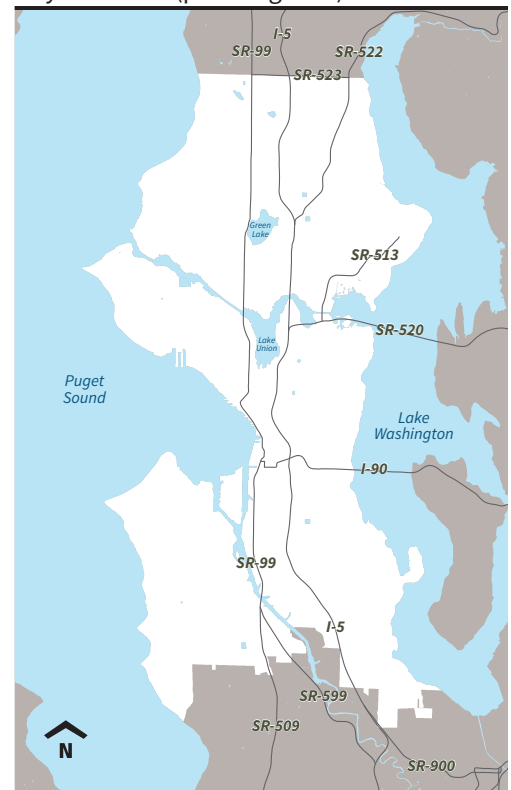 I-5
SR-99
SR-522
SR-523
Green
Lake
SR-513
SR-520
Lake
Union
Puget
Sound
Lake
Washington
I-90
SR-99
I-5
SR-599
SR-509
N
SR-900